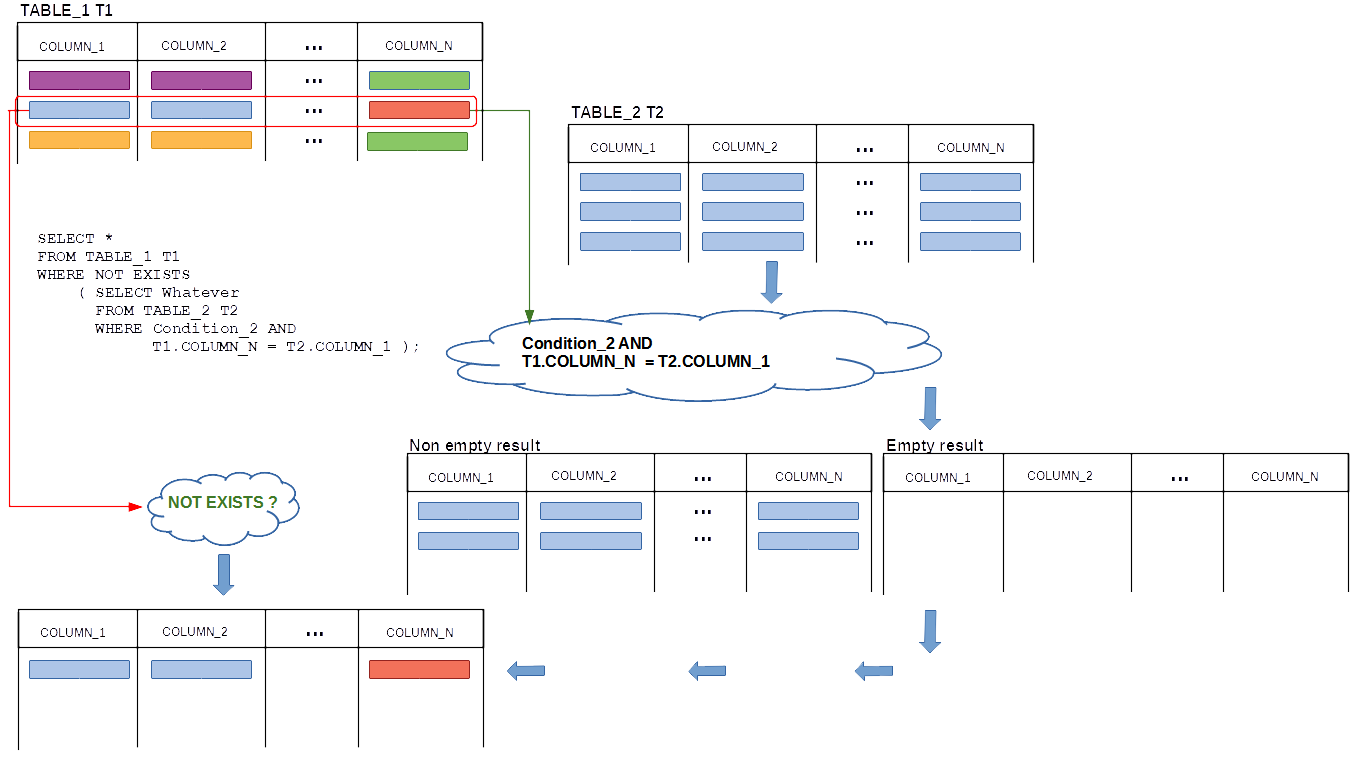 TABLE_1 T1
COLUMN_1 COLUMN_2 ... COLUMN_N
...
...
...
TABLE_2 T2
COLUMN_1 COLUMN_2 ... COLUMN_N
...
...
...
SELECT *
FROM TABLE_1 T1
WHERE NOT EXISTS
( SELECT Whatever
FROM TABLE_2 T2
WHERE Condition_2 AND
T1.COLUMN_N = T2.COLUMN_1 );
Condition_2 AND
T1.COLUMN_N = T2.COLUMN_1
Non empty result
COLUMN_1 COLUMN_2 ... COLUMN_N
...
...
Empty result
COLUMN_1 COLUMN_2 ... COLUMN_N
NOT EXISTS ?
COLUMN_1 COLUMN_2 ... COLUMN_N